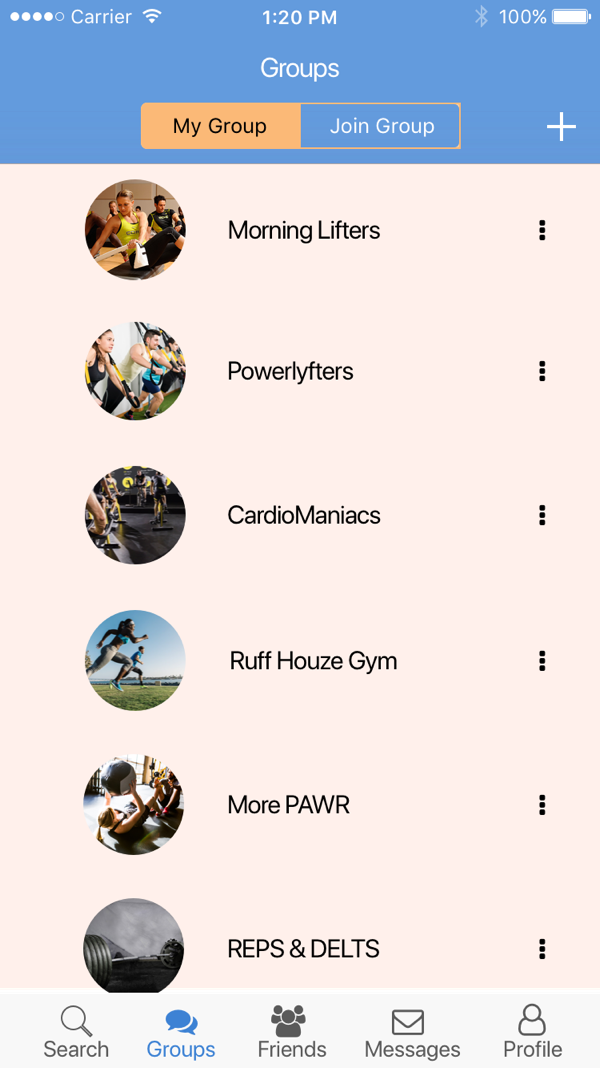 Carrier 1:20 PM 100%
Groups
My Group Join Group
Morning Lifters
Powerlyfters
CardioManiacs
Ruff Houze Gym
More PAWR
REPS & DELTS
Search Groups Friends Messages Profile